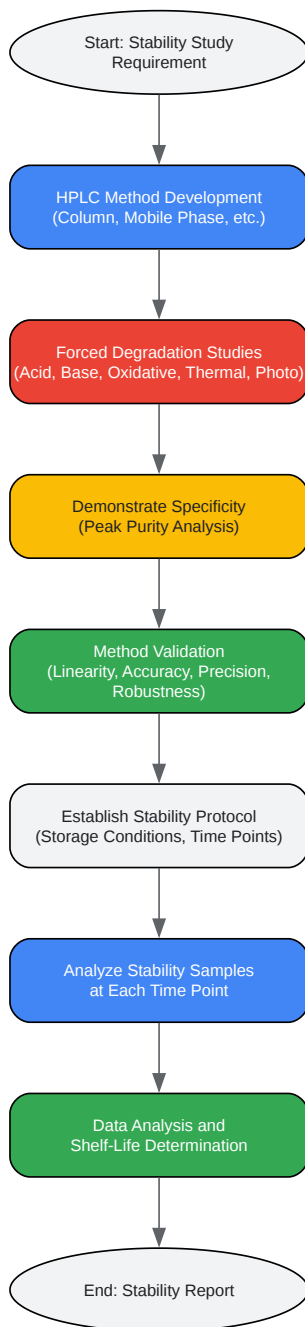 Start: Stability Study
Requirement
HPLC Method Development
(Column, Mobile Phase, etc.)
Forced Degradation Studies
(Acid, Base, Oxidative, Thermal, Photo)
Demonstrate Specificity
(Peak Purity Analysis)
Method Validation
(Linearity, Accuracy, Precision,
Robustness)
Establish Stability Protocol
(Storage Conditions, Time Points)
Analyze Stability Samples
at Each Time Point
Data Analysis and
Shelf-Life Determination
End: Stability Report